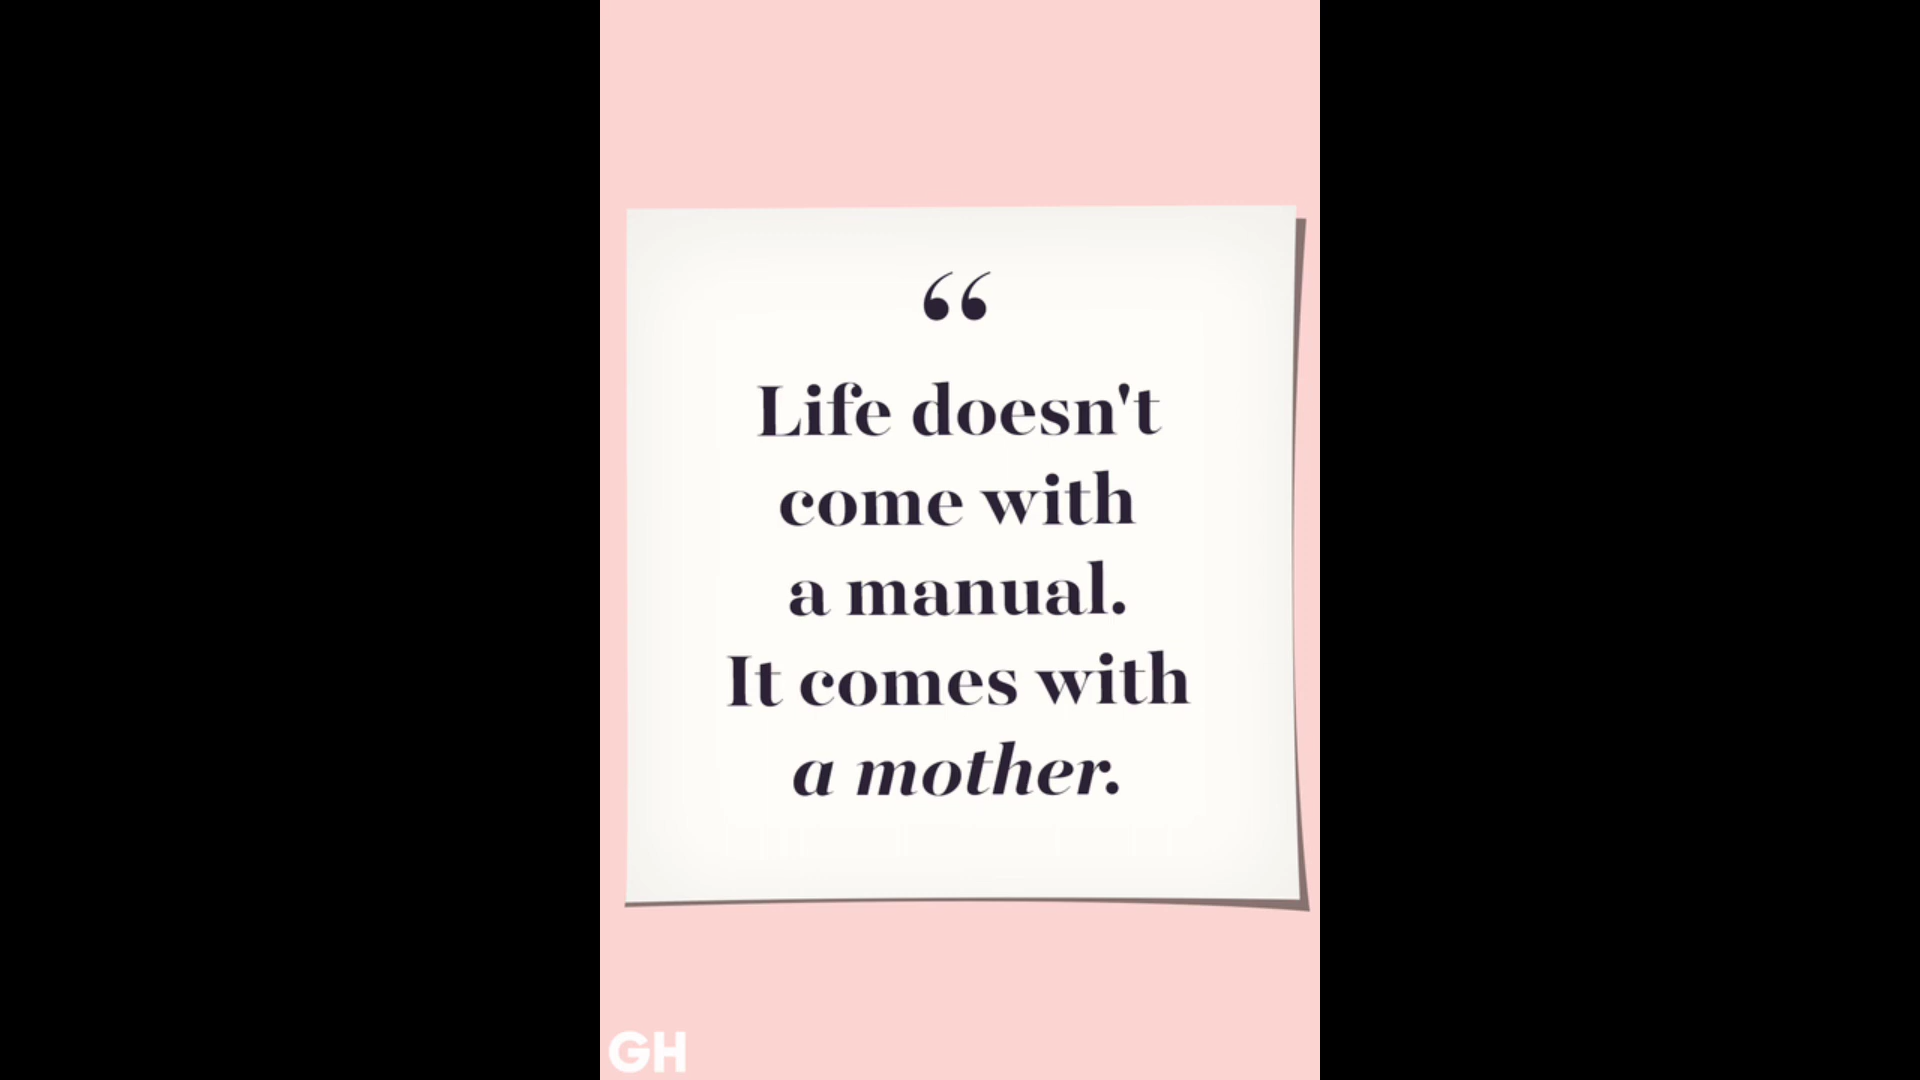 “
Life doesn't
come with
a manual.
It comes with
a mother.
GH